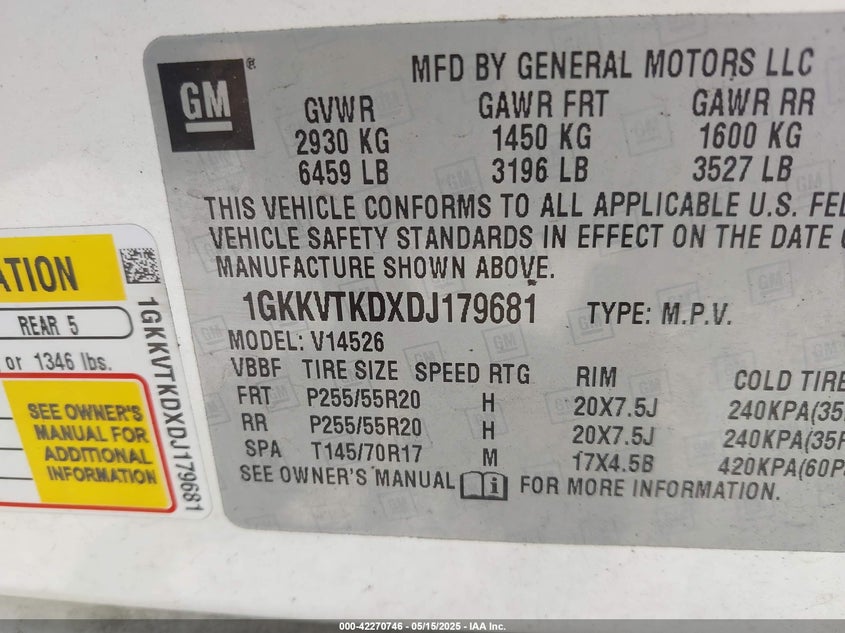 MFD BY GENERAL MOTORS LLC
GM
®
GVWR GAWR FRT GAWR RR
2930 KG 1450 KG 1600 KG
6459 LB 3196 LB 3527 LB
THIS VEHICLE CONFORMS TO ALL APPLICABLE U.S. FE
VEHICLE SAFETY STANDARDS IN EFFECT ON THE DATE
MANUFACTURE SHOWN ABOVE.
1GKKVTKDXDJ179681 TYPE: M.P.V.
MODEL: V14526
VBBF TIRE SIZE SPEED RTG RIM COLD TIRE
FRT P255/55R20 H 20X7.5J 240KPA(35
RR P255/55R20 H 20X7.5J 240KPA(35
SPA T145/70R17 M 17X4.5B 420KPA(60P
SEE OWNER'S MANUAL i FOR MORE INFORMATION.
ATION
REAR 5
or 1346 lbs.
SEE OWNER'S
MANUAL FOR
ADDITIONAL
INFORMATION
1GKKVTKDXDJ179681
000-42270746 - 05/15/2025 - IAA Inc.